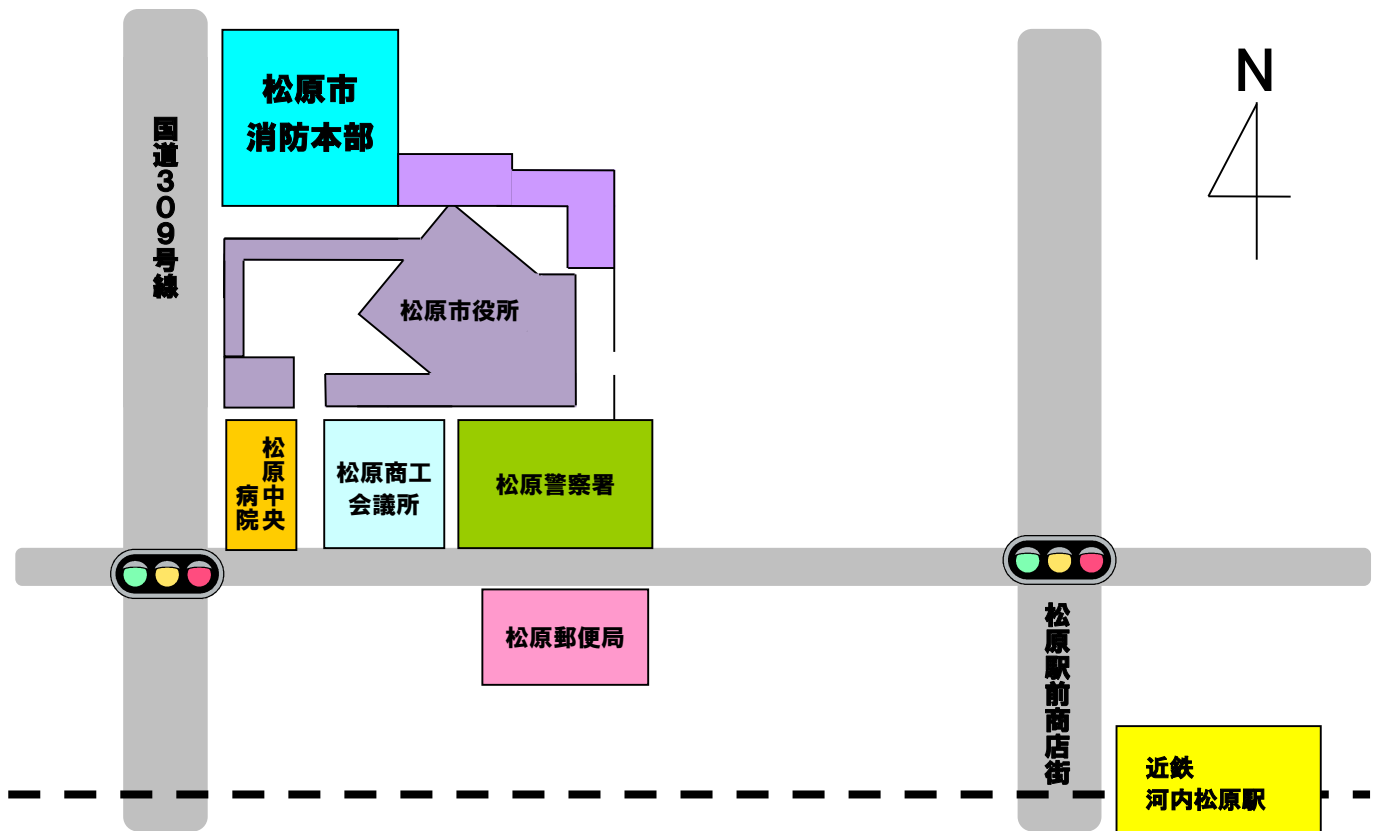 松原市
消防本部
N
国道309号線
松原市役所
松原中央
病院
松原商工
会議所
松原警察署
松原郵便局
松原駅前商店街
近鉄
河内松原駅